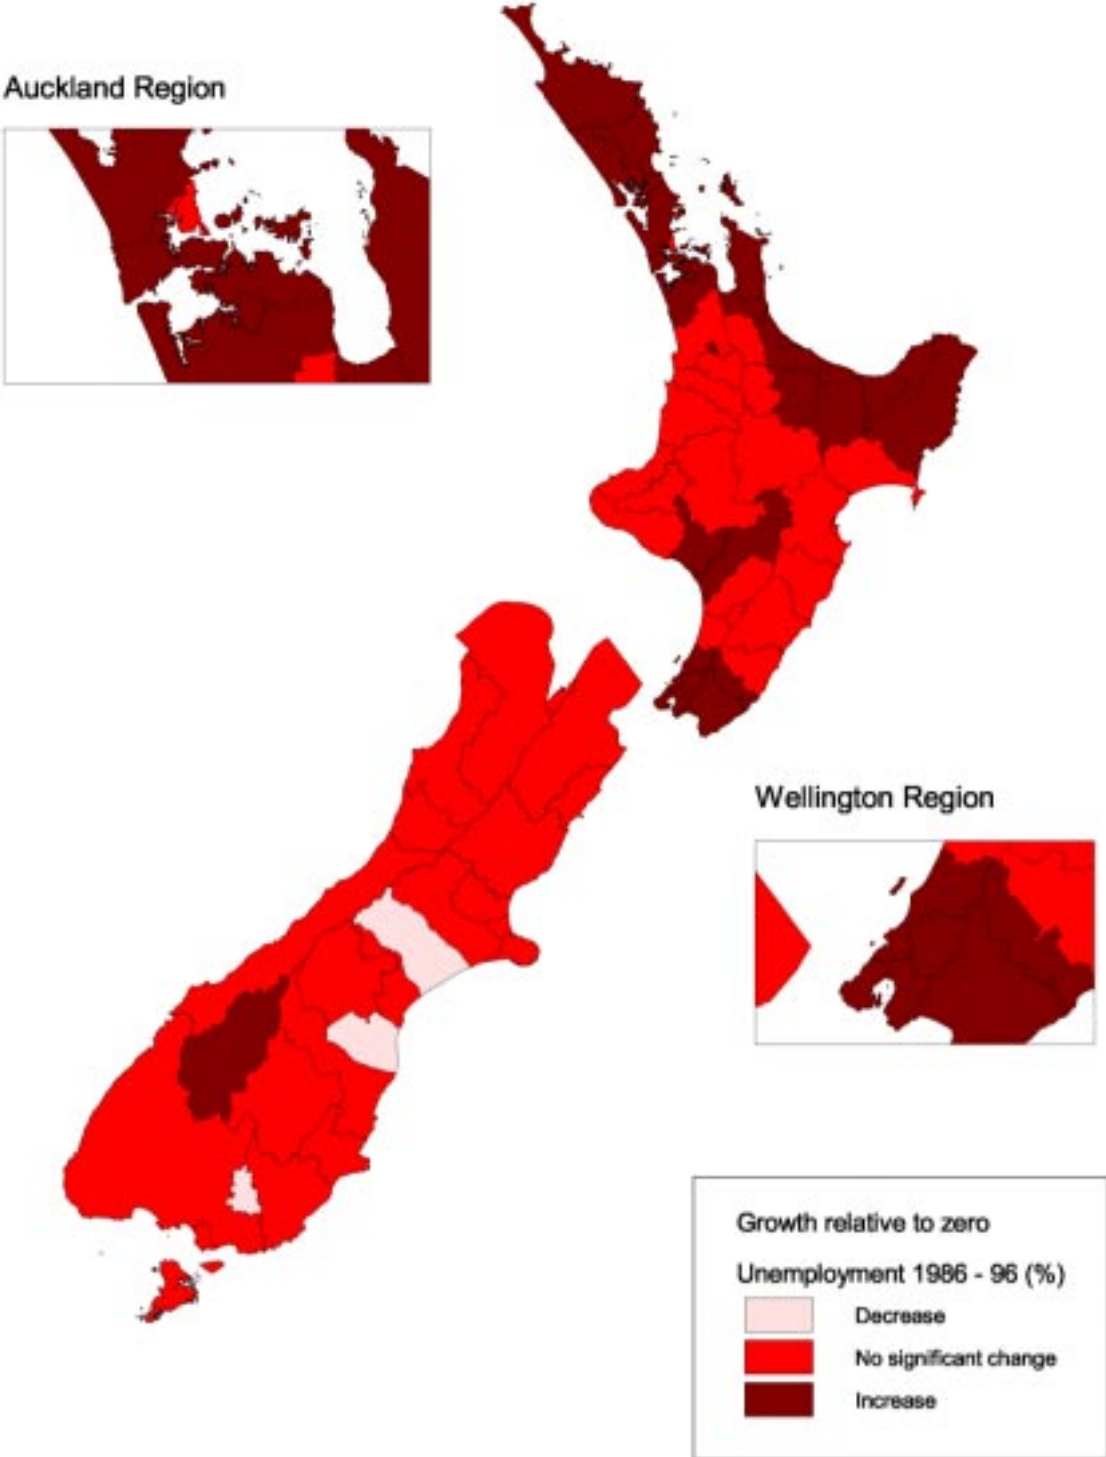 Auckland Region
Wellington Region
Growth relative to zero
Unemployment 1986 - 96 (%)
Decrease
No significant change
Increase